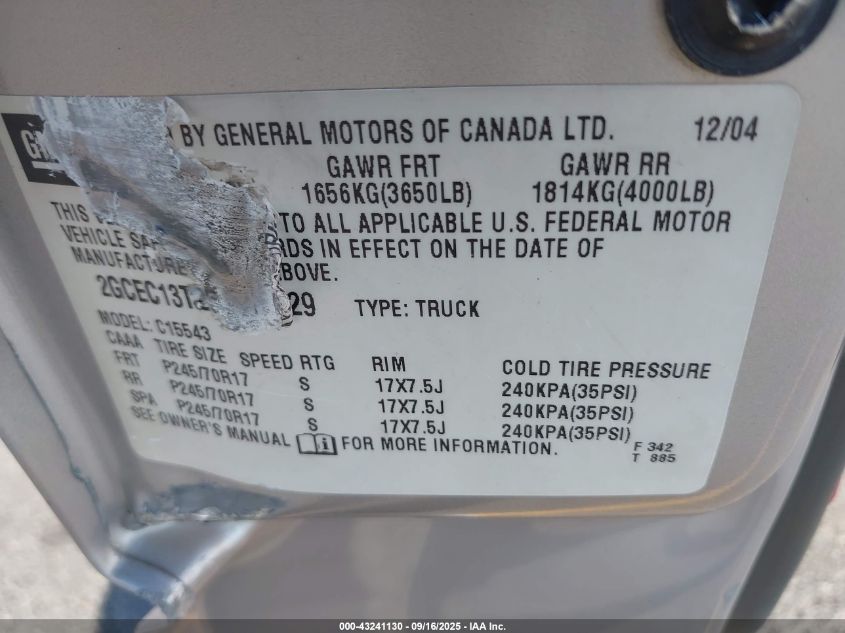 GM BY GENERAL MOTORS OF CANADA LTD. 12/04
GAWR FRT GAWR RR
1656KG(3650LB) 1814KG(4000LB)
THIS TO ALL APPLICABLE U.S. FEDERAL MOTOR
VEHICLE IN EFFECT ON THE DATE OF
MANUFACTURE BOVE.
2GCEC13T 29 TYPE: TRUCK
MODEL: C15543
CAAA TIRE SIZE SPEED RTG RIM COLD TIRE PRESSURE
FRT P245/70R17 S 17X7.5J 240KPA(35PSI)
RR P245/70R17 S 17X7.5J 240KPA(35PSI)
SPA P245/70R17 S 17X7.5J 240KPA(35PSI)
SEE OWNER'S MANUAL i FOR MORE INFORMATION.
F 342
T 885
000-43241130 - 09/16/2025 - IAA Inc.